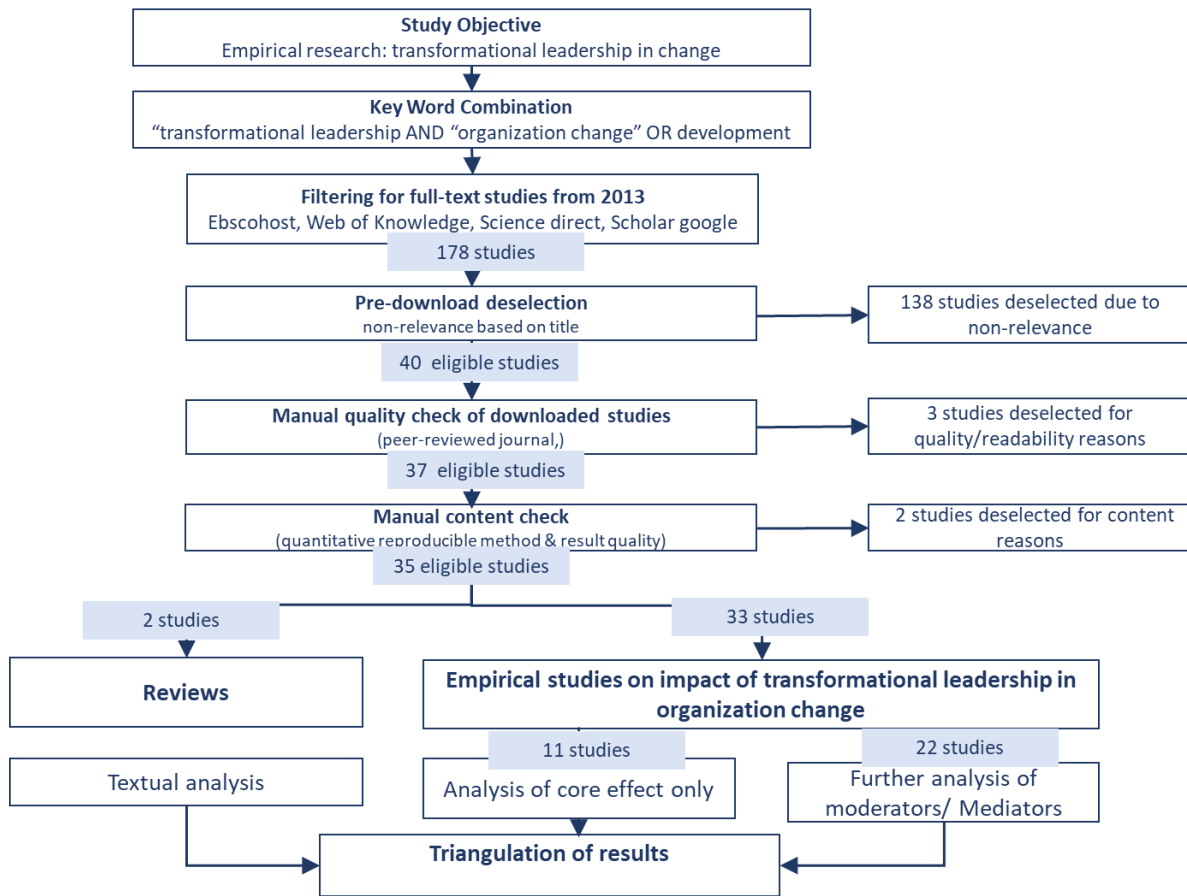 Study Objective
Empirical research: transformational leadership in change
Key Word Combination
“transformational leadership AND “organization change” OR development
Filtering for full-text studies from 2013
Ebscohost, Web of Knowledge, Science direct, Scholar google
178 studies
Pre-download deselection
non-relevance based on title
138 studies deselected due to
non-relevance
40 eligible studies
Manual quality check of downloaded studies
(peer-reviewed journal,)
3 studies deselected for
quality/readability reasons
37 eligible studies
Manual content check
(quantitative reproducible method & result quality)
2 studies deselected for content
reasons
35 eligible studies
2 studies
33 studies
Reviews
Empirical studies on impact of transformational leadership in
organization change
11 studies
22 studies
Textual analysis
Analysis of core effect only
Further analysis of
moderators/ Mediators
Triangulation of results